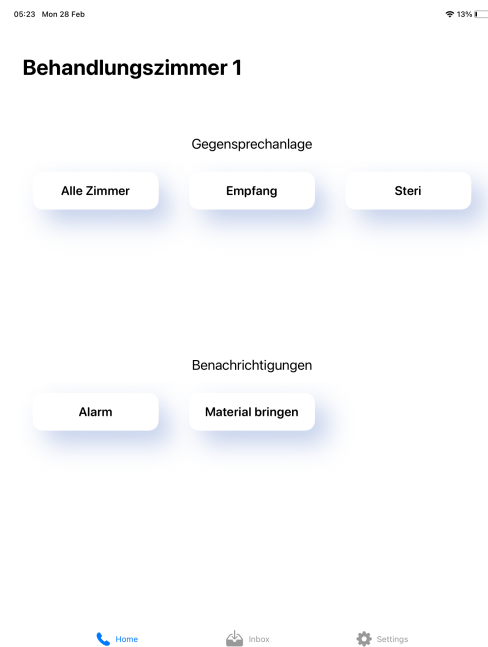 05:23 Mon 28 Feb 13%
Behandlungszimmer 1
Gegensprechanlage
Alle Zimmer Empfang Steri
Benachrichtigungen
Alarm Material bringen
Home Inbox Settings